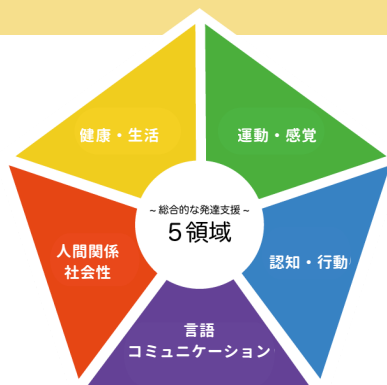 健康・生活
運動・感覚
~ 総合的な発達支援 ~
5領域
人間関係
社会性
認知・行動
言語
コミュニケーション